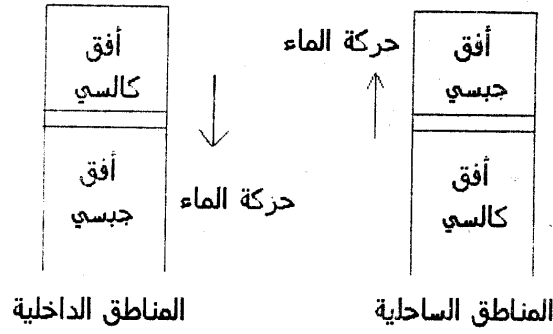 حركة الماء
أفق
جبسي
أفق
كالسي
المناطق الساحلية
أفق
كالسي
أفق
جبسي
حركة الماء
المناطق الداخلية